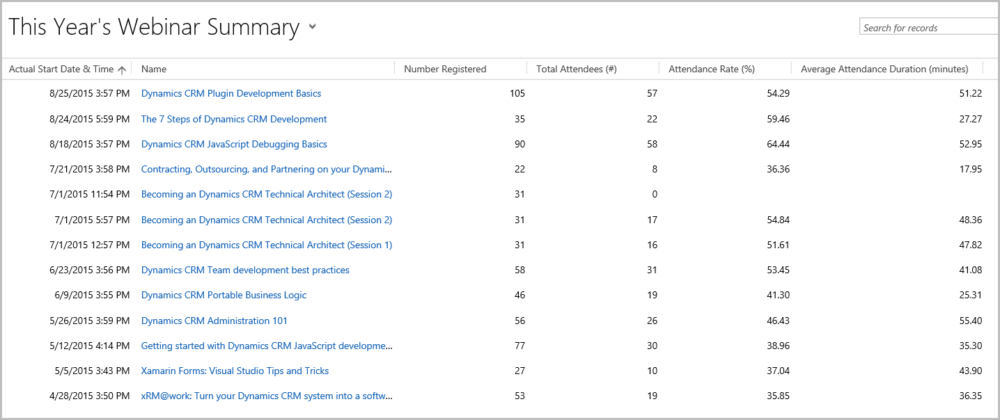 This Year's Webinar Summary
Search for records
Actual Start Date & Time Name Number Registered Total Attendees (#) Attendance Rate (%) Average Attendance Duration (minutes)
8/25/2015 3:57 PM Dynamics CRM Plugin Development Basics 105 57 54.29 51.22
8/24/2015 5:59 PM The 7 Steps of Dynamics CRM Development 35 22 59.46 27.27
8/18/2015 3:57 PM Dynamics CRM JavaScript Debugging Basics 90 58 64.44 52.95
7/21/2015 3:58 PM Contracting, Outsourcing, and Partnering on your Dynami... 22 8 36.36 17.95
7/1/2015 11:54 PM Becoming an Dynamics CRM Technical Architect (Session 2) 31 0
7/1/2015 5:57 PM Becoming an Dynamics CRM Technical Architect (Session 2) 31 17 54.84 48.36
7/1/2015 12:57 PM Becoming an Dynamics CRM Technical Architect (Session 1) 31 16 51.61 47.82
6/23/2015 3:56 PM Dynamics CRM Team development best practices 58 31 53.45 41.08
6/9/2015 3:55 PM Dynamics CRM Portable Business Logic 46 19 41.30 25.31
5/26/2015 3:59 PM Dynamics CRM Administration 101 56 26 46.43 55.40
5/12/2015 4:14 PM Getting started with Dynamics CRM JavaScript developme... 77 30 38.96 35.30
5/5/2015 3:43 PM Xamarin Forms: Visual Studio Tips and Tricks 27 10 37.04 43.90
4/28/2015 3:50 PM xRM@work: Turn your Dynamics CRM system into a softw... 53 19 35.85 36.35